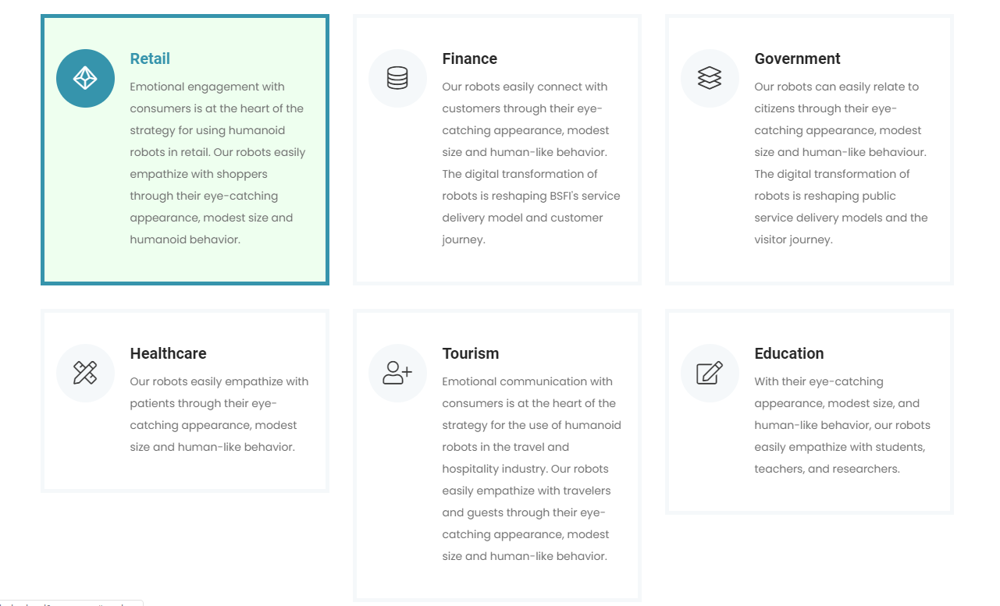 Retail
Emotional engagement with
consumers is at the heart of the
strategy for using humanoid
robots in retail. Our robots easily
empathize with shoppers
through their eye-catching
appearance, modest size and
humanoid behavior.
Finance
Our robots easily connect with
customers through their eye-
catching appearance, modest
size and human-like behavior.
The digital transformation of
robots is reshaping BSFI's service
delivery model and customer
journey.
Government
Our robots can easily relate to
citizens through their eye-
catching appearance, modest
size and human-like behaviour.
The digital transformation of
robots is reshaping public
service delivery models and the
visitor journey.
Healthcare
Our robots easily empathize with
patients through their eye-
catching appearance, modest
size and human-like behavior.
Tourism
Emotional communication with
consumers is at the heart of the
strategy for the use of humanoid
robots in the travel and
hospitality industry. Our robots
easily empathize with travelers
and guests through their eye-
catching appearance, modest
size and human-like behavior.
Education
With their eye-catching
appearance, modest size, and
human-like behavior, our robots
easily empathize with students,
teachers, and researchers.